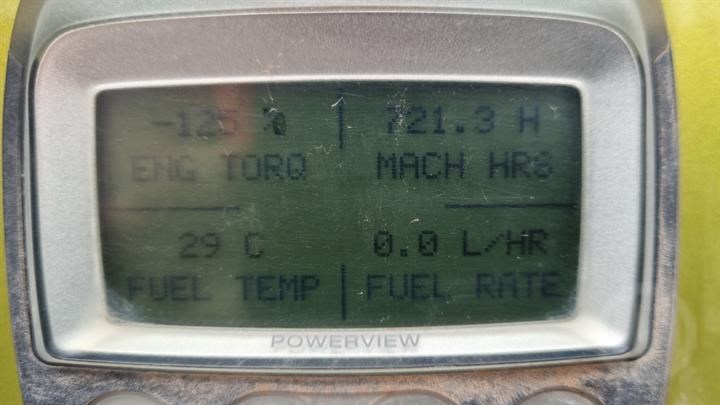 -125 % 721.3 H
ENG TORQ MACH HRS
29 C 0.0 L/HR
FUEL TEMP FUEL RATE
POWERVIEW